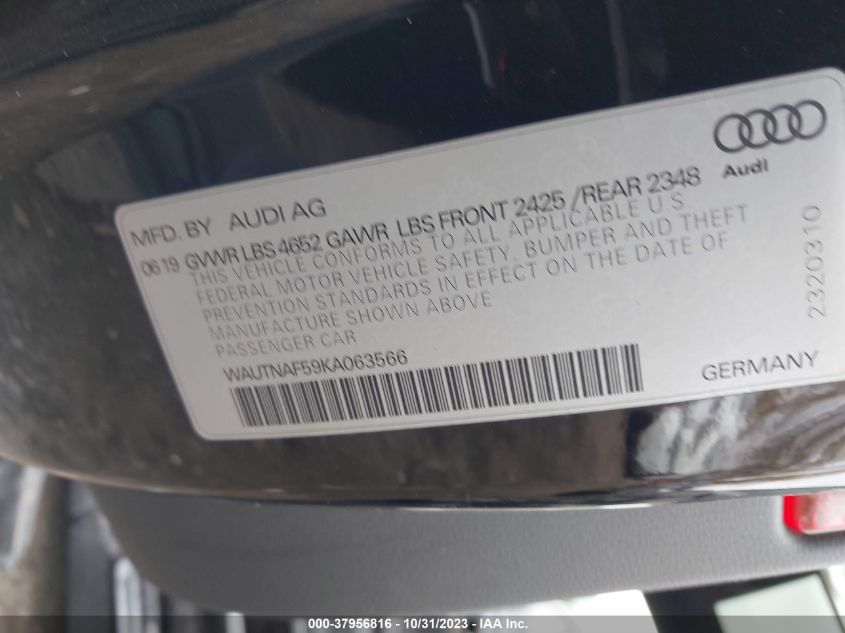 MFD. BY AUDI AG
Audi
0619 GVWR LBS 4652 GAWR LBS FRONT 2425 /REAR 2348
THIS VEHICLE CONFORMS TO ALL APPLICABLE U S
FEDERAL MOTOR VEHICLE SAFETY, BUMPER AND THEFT
PREVENTION STANDARDS IN EFFECT ON THE DATE OF
MANUFACTURE SHOWN ABOVE
PASSENGER CAR
WAUTNAF59KA063566
GERMANY
2320310
000-37956816 - 10/31/2023 - IAA Inc.